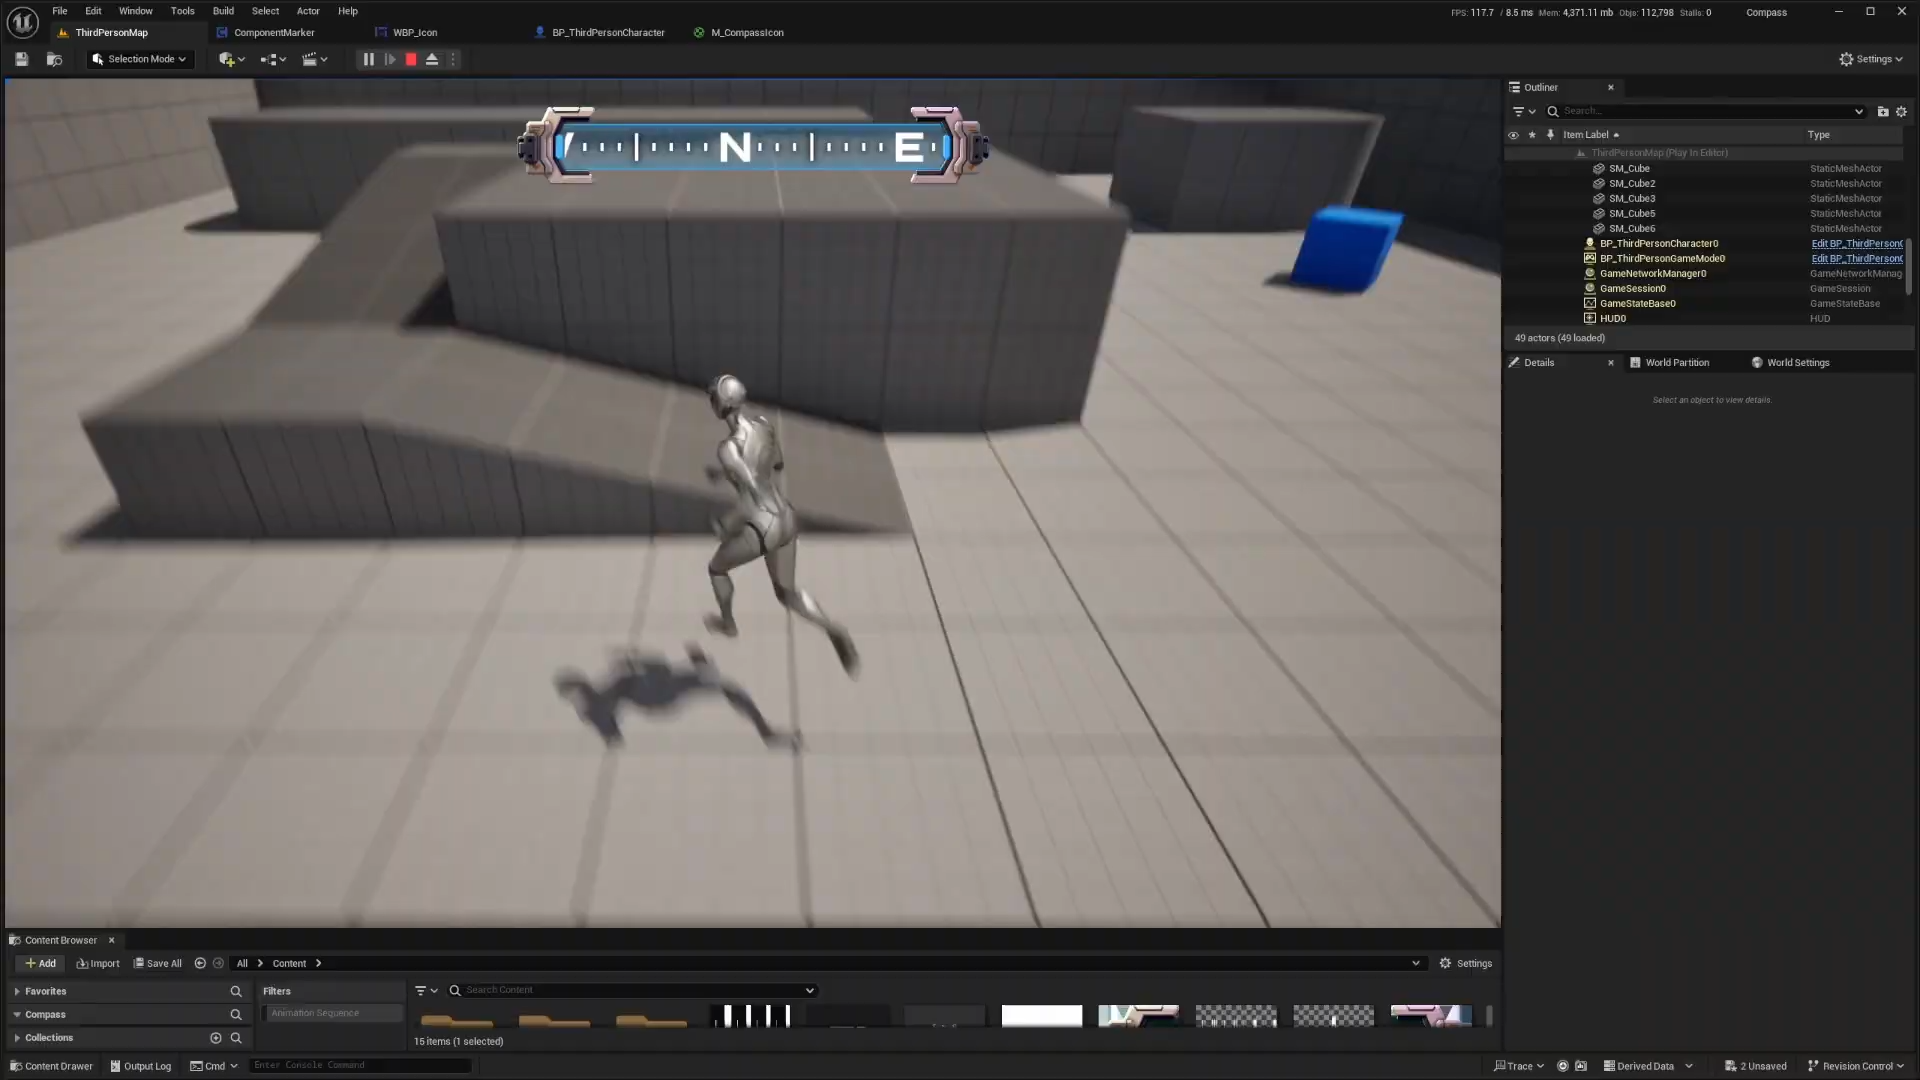 File Edit Window Tools Build Select Actor Help
FPS: 117.7 / 8.5 ms Mem: 4,371.11 mb Objs: 112,798 Stalls: 0 Compass
ThirdPersonMap ComponentMarker WBP_Icon BP_ThirdPersonCharacter M_CompassIcon
Selection Mode Settings
N E
Outliner
Search...
Item Label Type
ThirdPersonMap (Play In Editor)
SM_Cube StaticMeshActor
SM_Cube2 StaticMeshActor
SM_Cube3 StaticMeshActor
SM_Cube5 StaticMeshActor
SM_Cube6 StaticMeshActor
BP_ThirdPersonCharacter0 Edit BP_ThirdPersonC
BP_ThirdPersonGameMode0 Edit BP_ThirdPersonC
GameNetworkManager0 GameNetworkManag
GameSession0 GameSession
GameStateBase0 GameStateBase
HUD0 HUD
49 actors (49 loaded)
Details World Partition World Settings
Select an object to view details.
Content Browser
Add Import Save All All Content Settings
Favorites Filters Search Content
Compass Animation Sequence
Collections
15 items (1 selected)
Content Drawer Output Log Cmd Enter Console Command Trace Derived Data 2 Unsaved Revision Control